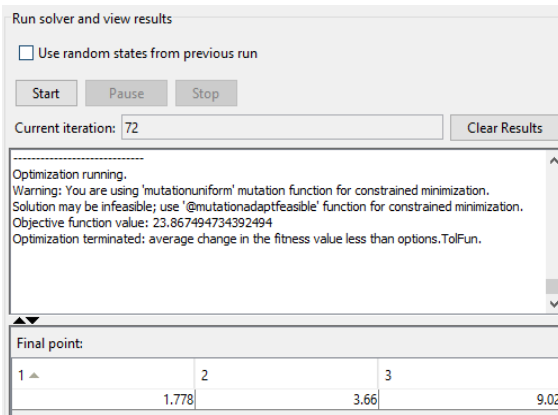 Run solver and view results
Use random states from previous run
Start Pause Stop
Current iteration: 72 Clear Results
------------------------------
Optimization running.
Warning: You are using 'mutationuniform' mutation function for constrained minimization.
Solution may be infeasible; use '@mutationadaptfeasible' function for constrained minimization.
Objective function value: 23.867494734392494
Optimization terminated: average change in the fitness value less than options.TolFun.
Final point:
1 2 3
1.778 3.66 9.02